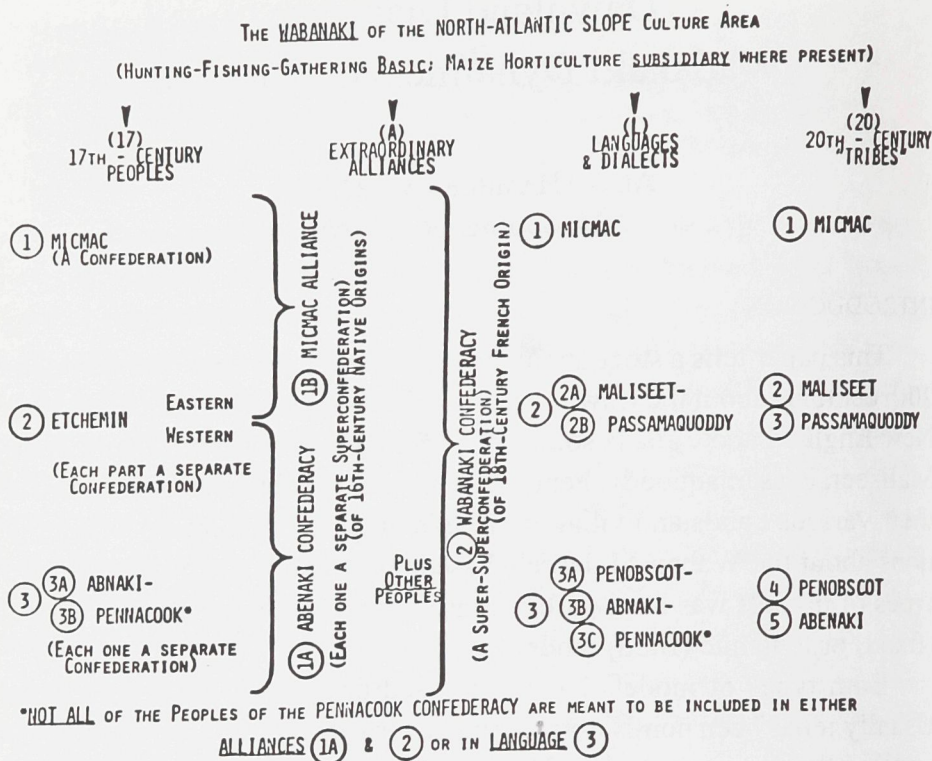 THE WABANAKI OF THE NORTH-ATLANTIC SLOPE CULTURE AREA
(HUNTING-FISHING-GATHERING BASIC; MAIZE HORTICULTURE SUBSIDIARY WHERE PRESENT)
(17)
17TH - CENTURY
PEOPLES
1 MICMAC
(A CONFEDERATION)
2 ETCHEMIN
EASTERN
WESTERN
(EACH PART A SEPARATE
CONFEDERATION)
3 3A ABNAKI-
3B PENNACOOK•
(EACH ONE A SEPARATE
CONFEDERATION)
(A)
EXTRAORDINARY
ALLIANCES
1B MICMAC ALLIANCE
1A ABENAKI CONFEDERACY
(EACH ONE A SEPARATE SUPERCONFEDERATION)
(OF 16TH-CENTURY NATIVE ORIGINS)
PLUS
OTHER
PEOPLES
2 WABANAKI CONFEDERACY
(A SUPER-SUPERCONFEDERATION)
(OF 18TH-CENTURY FRENCH ORIGIN)
(L)
LANGUAGES
& DIALECTS
1 MICMAC
2 2A MALISEET-
2B PASSAMAQUODDY
3 3A PENOBSCOT-
3B ABNAKI-
3C PENNACOOK•
(20)
20TH - CENTURY
"TRIBES"
1 MICMAC
2 MALISEET
3 PASSAMAQUODDY
4 PENOBSCOT
5 ABENAKI
•NOT ALL OF THE PEOPLES OF THE PENNACOOK CONFEDERACY ARE MEANT TO BE INCLUDED IN EITHER
ALLIANCES 1A & 2 OR IN LANGUAGE 3